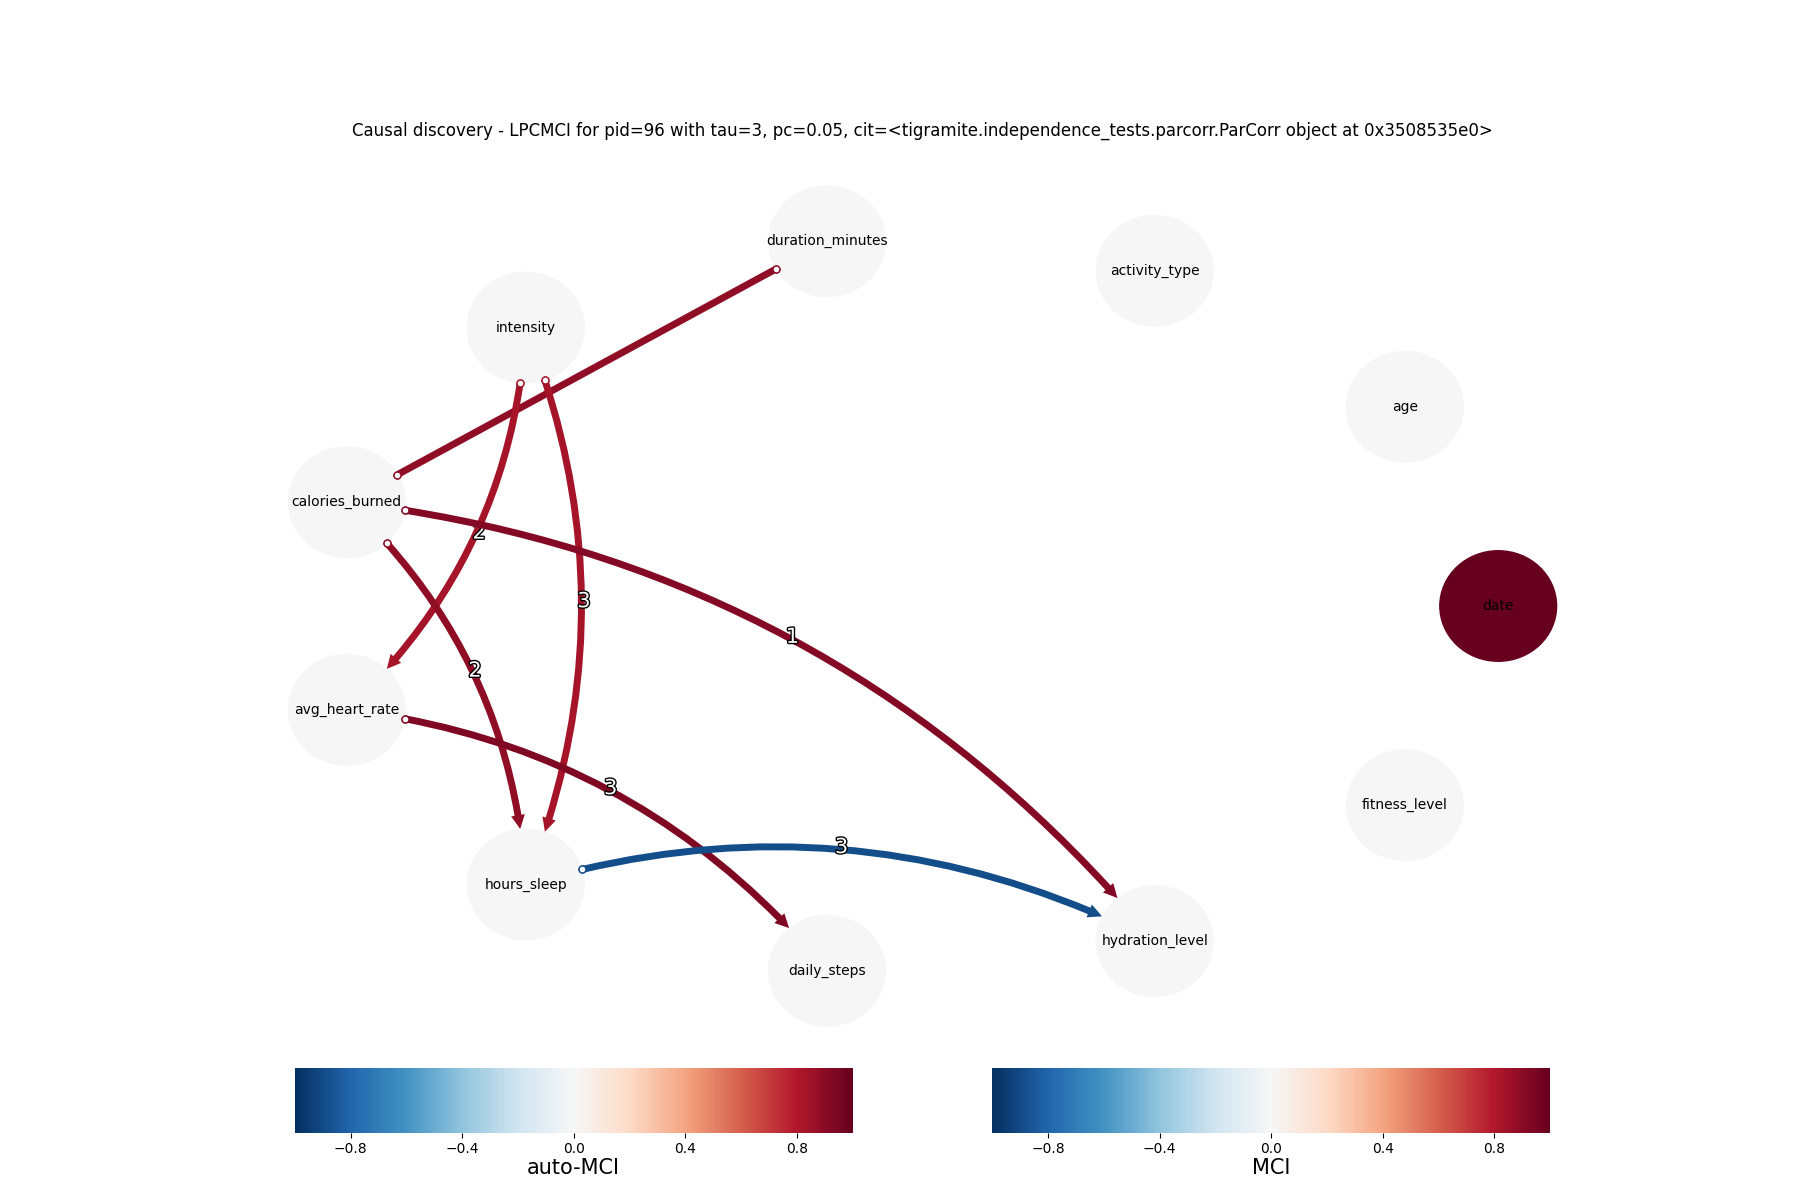 Causal discovery - LPCMCI for pid=96 with tau=3, pc=0.05, cit=<tigramite.independence_tests.parcorr.ParCorr object at 0x3508535e0>
duration_minutes
activity_type
intensity
age
calories_burned
2
3
date
1
2
avg_heart_rate
3
fitness_level
3
hours_sleep
hydration_level
daily_steps
−0.8 −0.4 0.0 0.4 0.8
auto-MCI
−0.8 −0.4 0.0 0.4 0.8
MCI